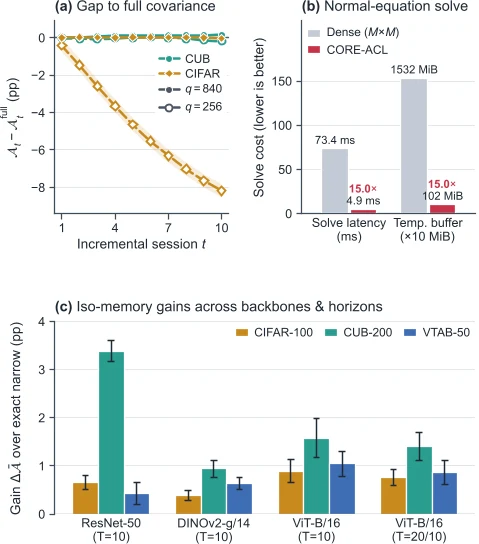 (a) Gap to full covariance
0
−2
−4
−6
−8
𝒜t − 𝒜t^full (pp)
CUB
CIFAR
q = 840
q = 256
1
4
7
10
Incremental session t
(b) Normal-equation solve
Dense (M×M)
CORE-ACL
Solve cost (lower is better)
150
100
50
0
1532 MiB
73.4 ms
15.0×
4.9 ms
15.0×
102 MiB
Solve latency
(ms)
Temp. buffer
(×10 MiB)
(c) Iso-memory gains across backbones & horizons
CIFAR-100
CUB-200
VTAB-50
Gain Δ𝒜̄ over exact narrow (pp)
4
3
2
1
0
ResNet-50
(T=10)
DINOv2-g/14
(T=10)
ViT-B/16
(T=10)
ViT-B/16
(T=20/10)